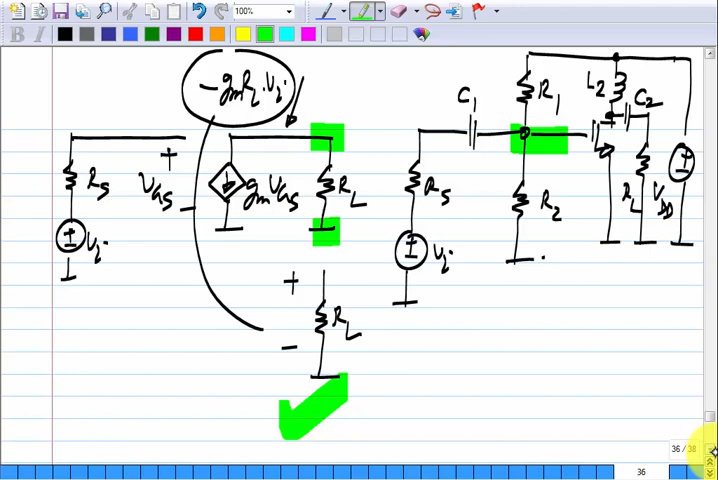 100%
B I U
-gmRL.vi
Rs
vi
+
VGS
-
gmVGS
RL
+
RL
-
C1
Rs
vi
R1
R2
L2
C2
RL
VDD
36 / 38
36